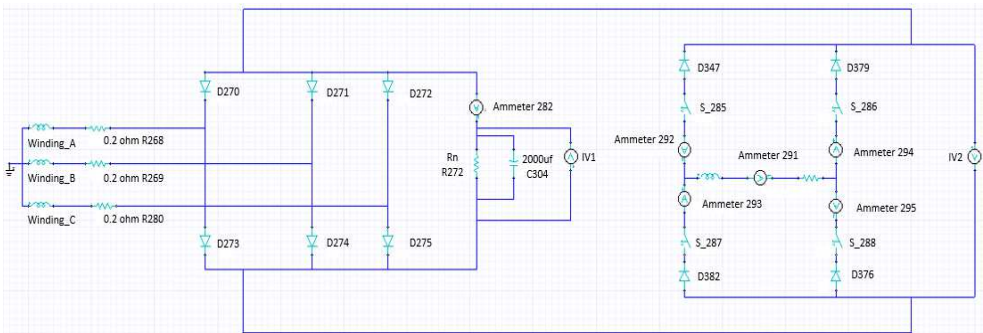 D270
D271
D272
Ammeter 282
Winding_A
0.2 ohm R268
Winding_B
0.2 ohm R269
Winding_C
0.2 ohm R280
Rn
R272
2000uf
C304
IV1
D273
D274
D275
D347
D379
S_285
S_286
Ammeter 292
Ammeter 291
Ammeter 294
IV2
Ammeter 293
Ammeter 295
S_287
S_288
D382
D376